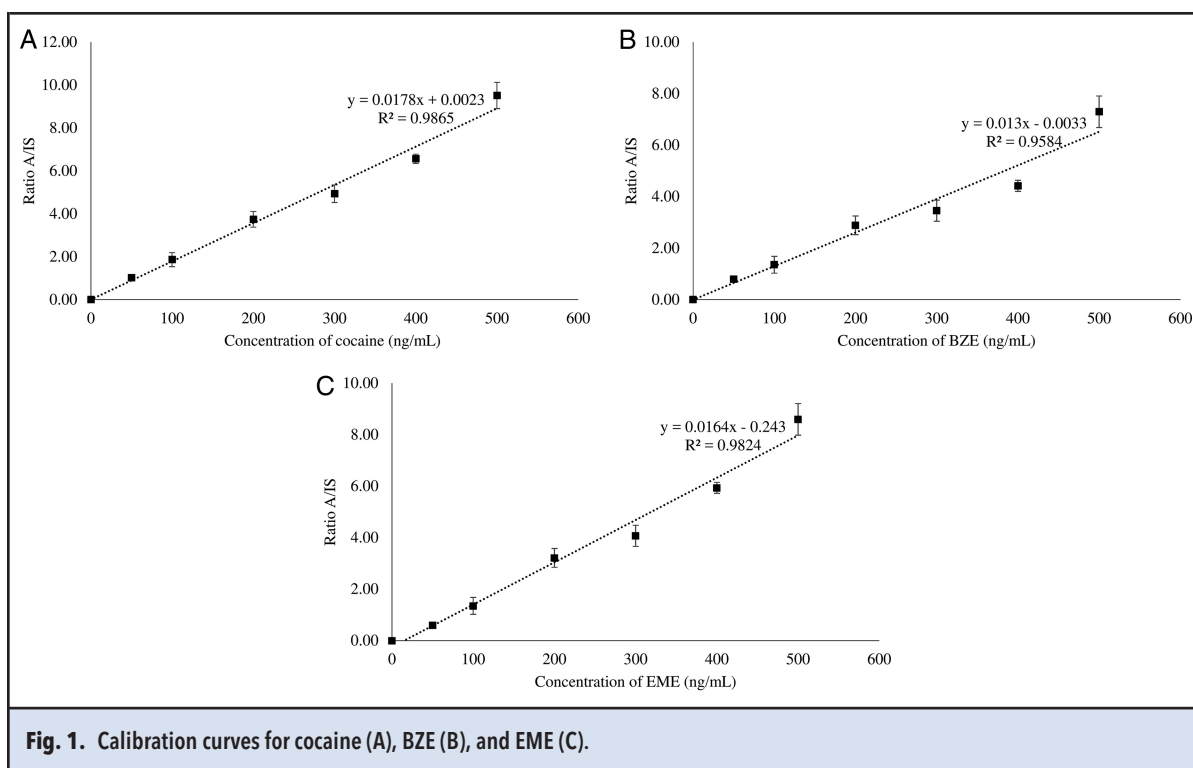 A
12.00
10.00
8.00
6.00
4.00
2.00
0.00
Ratio A/IS
y = 0.0178x + 0.0023
R² = 0.9865
0 100 200 300 400 500 600
Concentration of cocaine (ng/mL)
B
10.00
8.00
6.00
4.00
2.00
0.00
Ratio A/IS
y = 0.013x - 0.0033
R² = 0.9584
0 100 200 300 400 500 600
Concentration of BZE (ng/mL)
C
10.00
8.00
6.00
4.00
2.00
0.00
Ratio A/IS
y = 0.0164x - 0.243
R² = 0.9824
0 100 200 300 400 500 600
Concentration of EME (ng/mL)
Fig. 1. Calibration curves for cocaine (A), BZE (B), and EME (C).